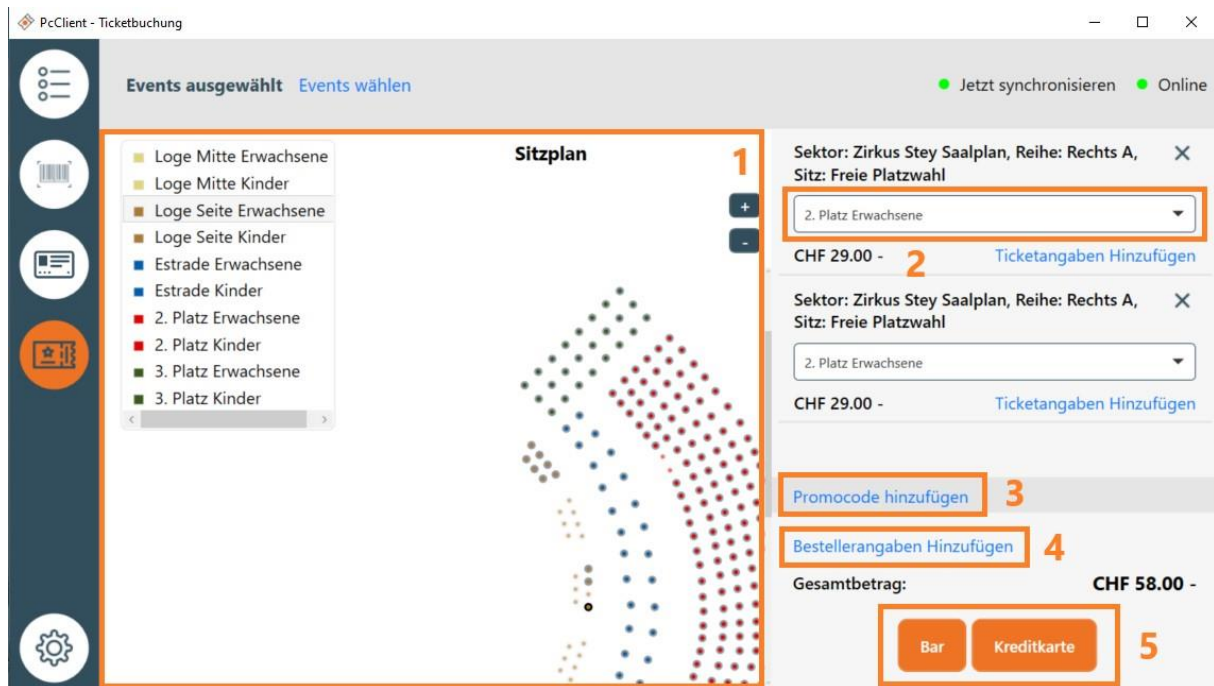 PcClient - Ticketbuchung
Events ausgewählt Events wählen
Jetzt synchronisieren Online
Loge Mitte Erwachsene
Loge Mitte Kinder
Loge Seite Erwachsene
Loge Seite Kinder
Estrade Erwachsene
Estrade Kinder
2. Platz Erwachsene
2. Platz Kinder
3. Platz Erwachsene
3. Platz Kinder
Sitzplan
1
+
-
Sektor: Zirkus Stey Saalplan, Reihe: Rechts A,
Sitz: Freie Platzwahl
2. Platz Erwachsene
CHF 29.00 - 2 Ticketangaben Hinzufügen
Sektor: Zirkus Stey Saalplan, Reihe: Rechts A,
Sitz: Freie Platzwahl
2. Platz Erwachsene
CHF 29.00 - Ticketangaben Hinzufügen
Promocode hinzufügen 3
Bestellerangaben Hinzufügen 4
Gesamtbetrag: CHF 58.00 -
Bar Kreditkarte 5